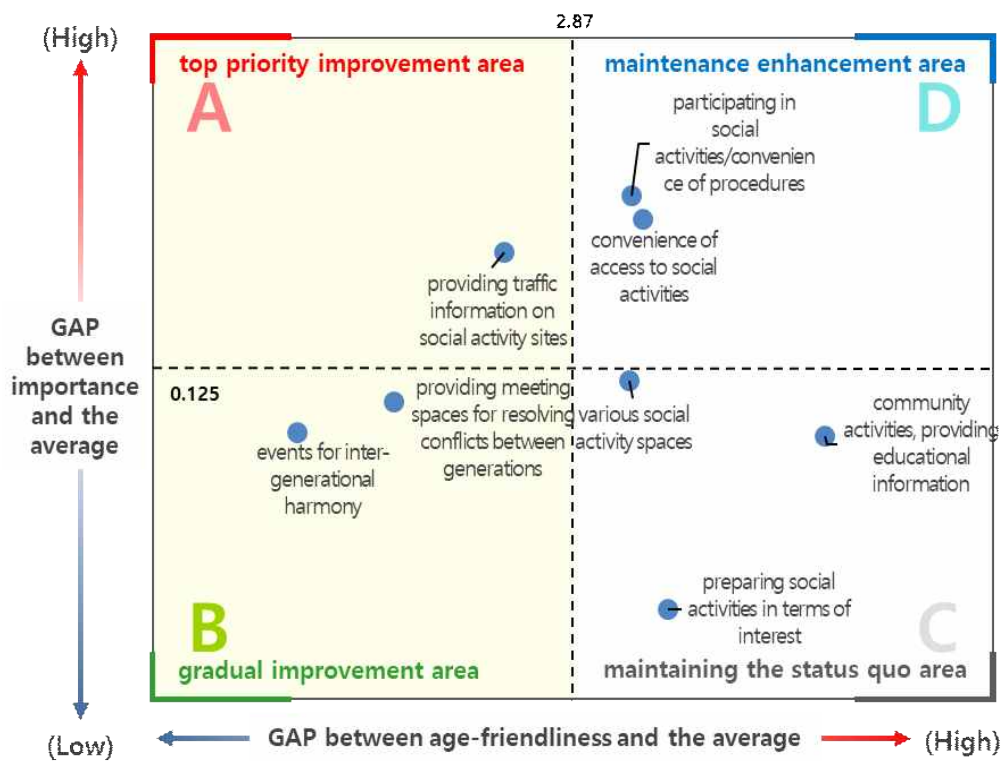 2.87
(High)
top priority improvement area
A
maintenance enhancement area
D
participating in
social
activities/convenien
ce of procedures
convenience of
access to social
activities
providing traffic
information on
social activity sites
GAP
between
importance
and the
average
0.125
providing meeting
spaces for resolving
conflicts between
generations
various social
activity spaces
community
activities, providing
educational
information
events for inter-
generational
harmony
preparing social
activities in terms of
interest
B
gradual improvement area
C
maintaining the status quo area
(Low)
GAP between age-friendliness and the average
(High)